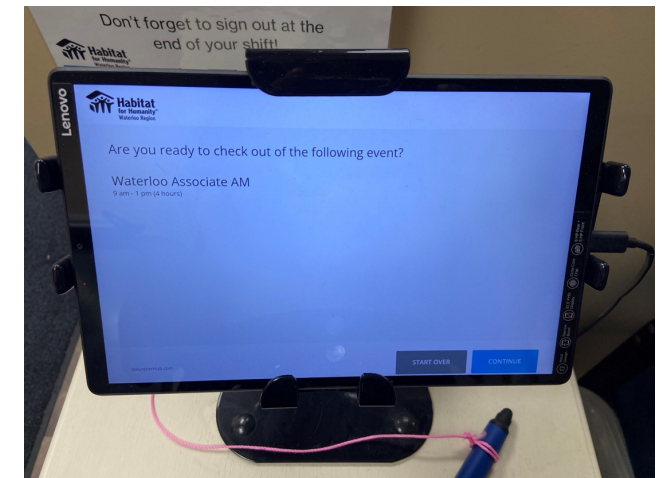 Don't forget to sign out at the
end of your shift!
Habitat
for Humanity®
Waterloo Region
Lenovo
Habitat
for Humanity®
Waterloo Region
Are you ready to check out of the following event?
Waterloo Associate AM
9 am - 1 pm (4 hours)
START OVER
CONTINUE